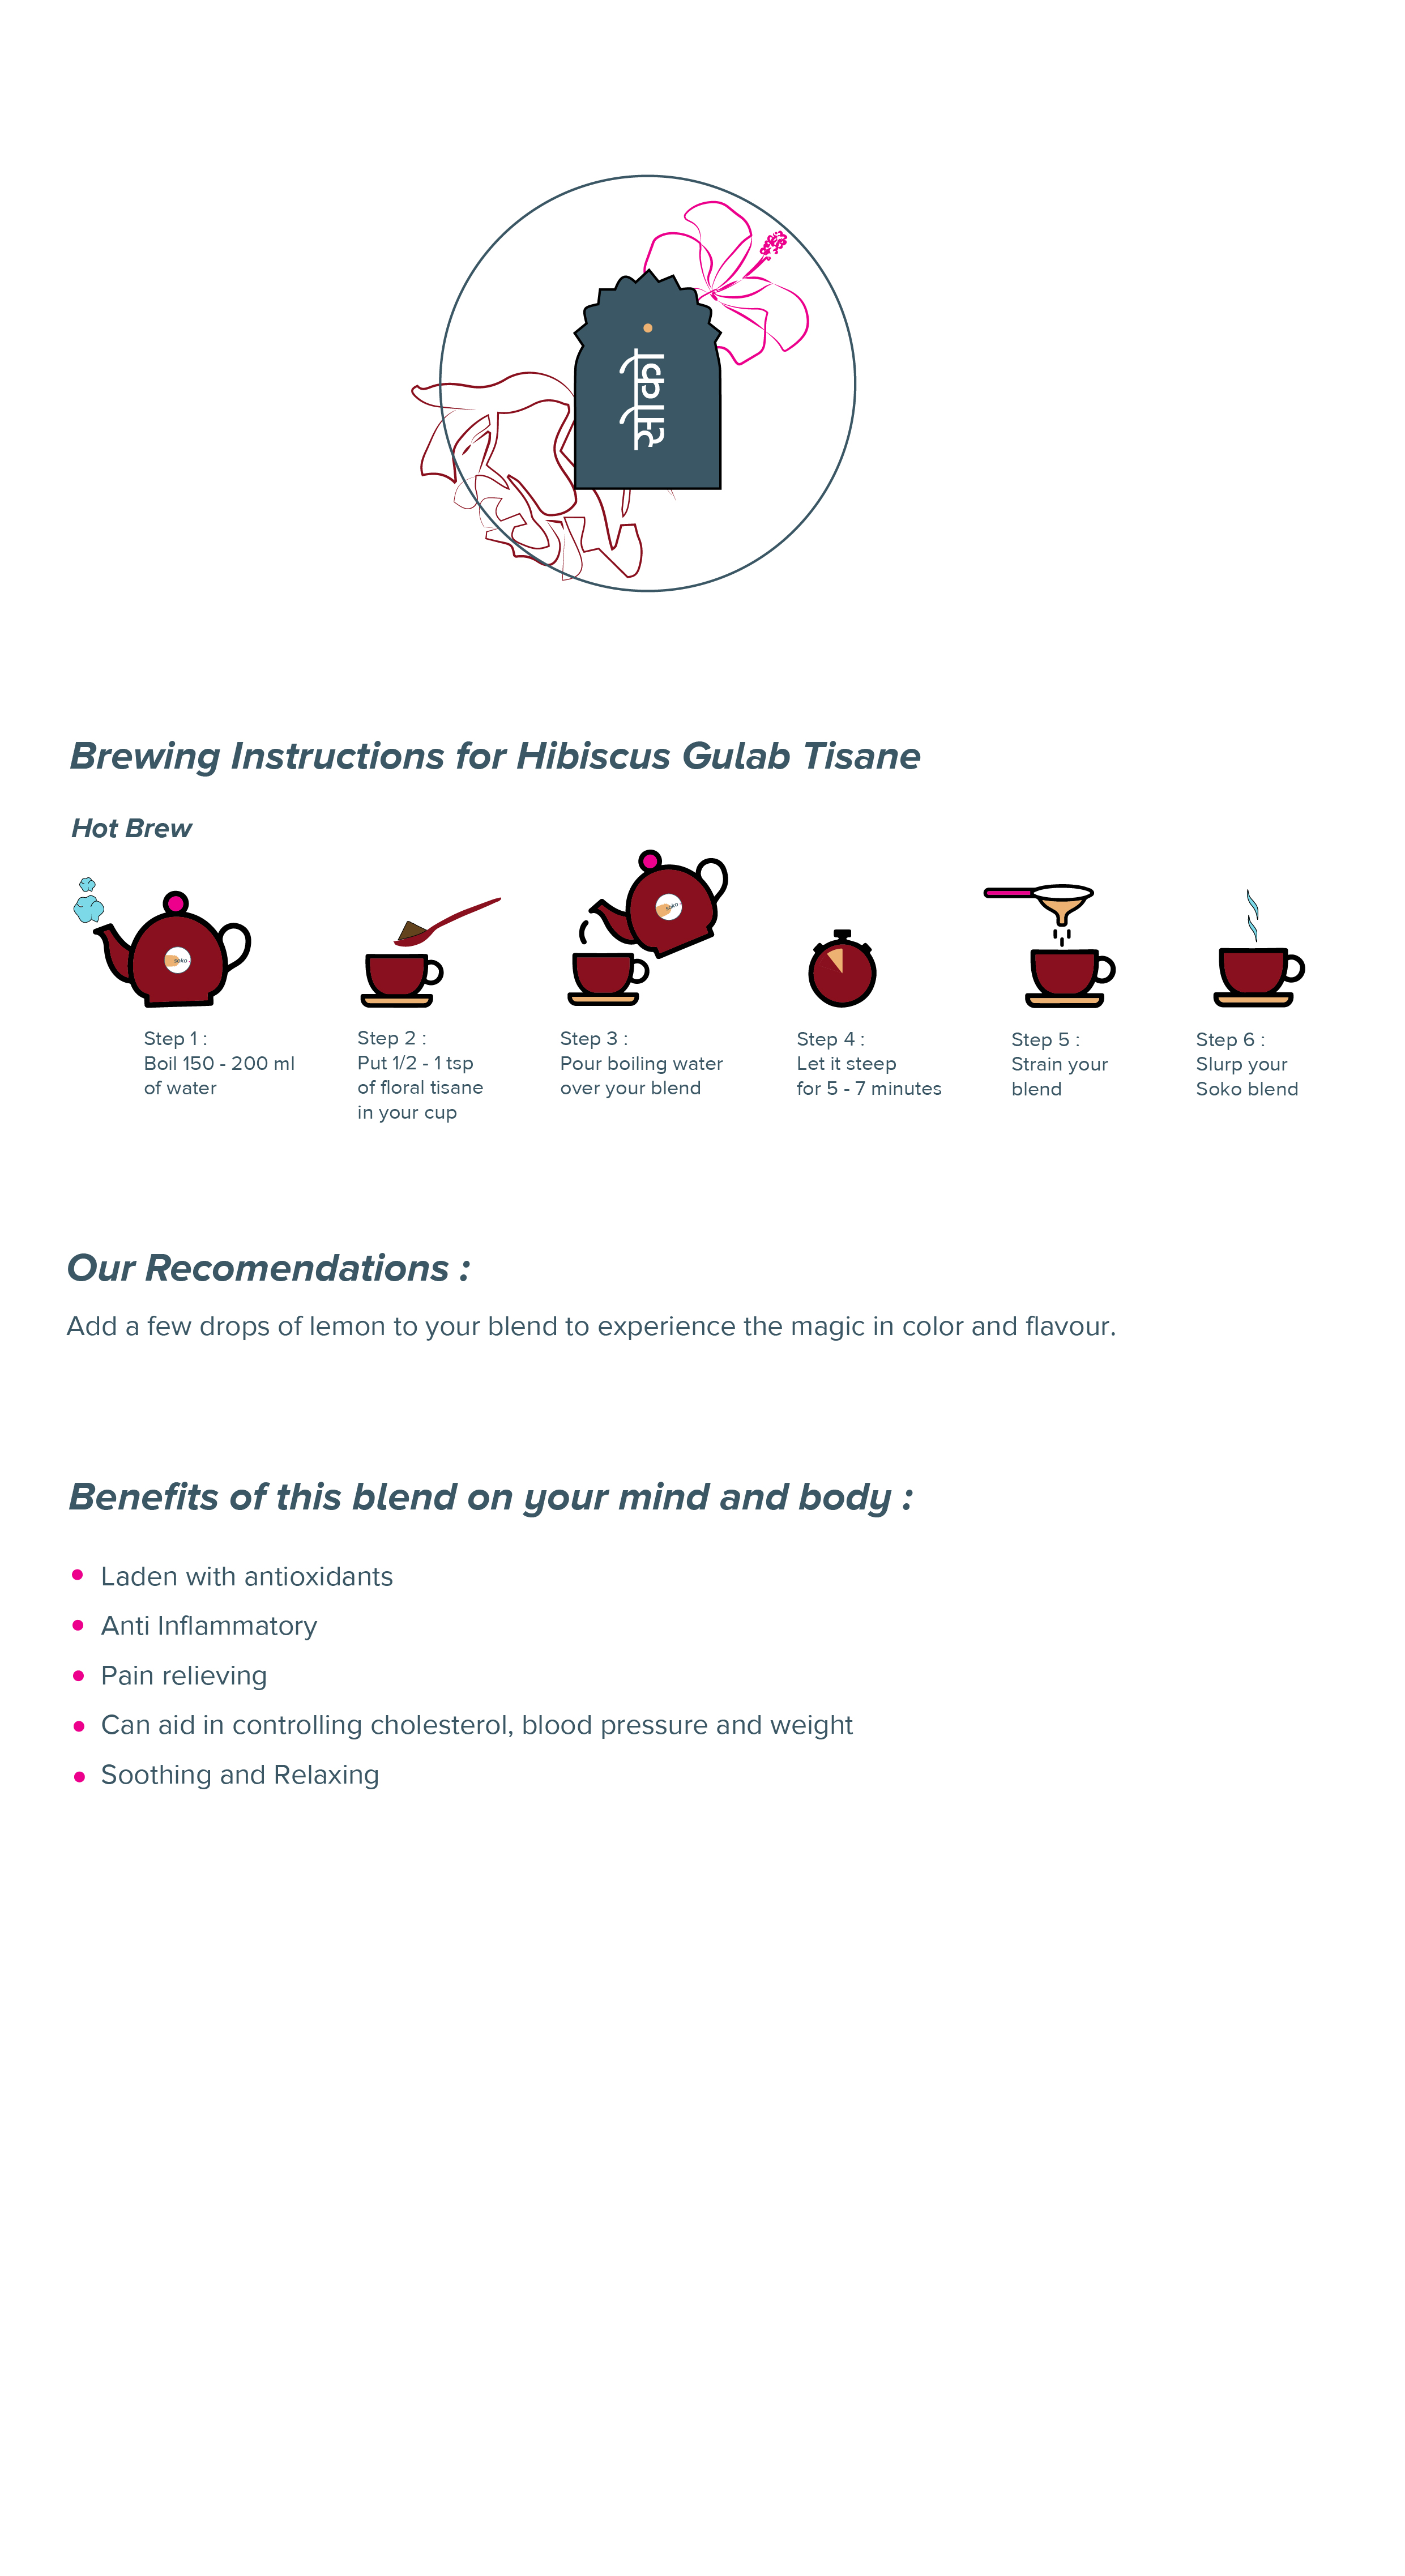 सोको
Brewing Instructions for Hibiscus Gulab Tisane
Hot Brew
soko
soko
Step 1 :
Boil 150 - 200 ml
of water
Step 2 :
Put 1/2 - 1 tsp
of floral tisane
in your cup
Step 3 :
Pour boiling water
over your blend
Step 4 :
Let it steep
for 5 - 7 minutes
Step 5 :
Strain your
blend
Step 6 :
Slurp your
Soko blend
Our Recomendations :
Add a few drops of lemon to your blend to experience the magic in color and flavour.
Benefits of this blend on your mind and body :
Laden with antioxidants
Anti Inflammatory
Pain relieving
Can aid in controlling cholesterol, blood pressure and weight
Soothing and Relaxing